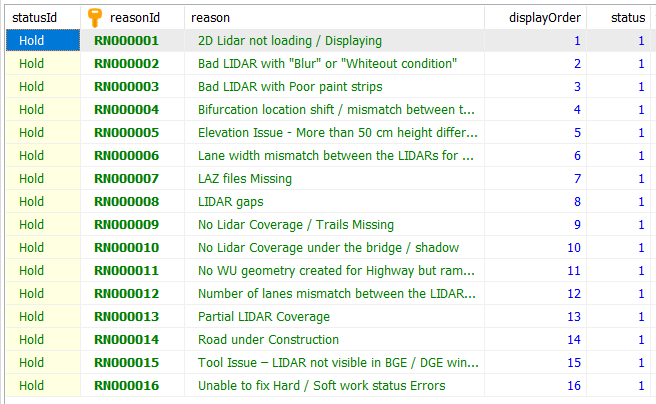 statusId reasonId reason displayOrder status
Hold RN000001 2D Lidar not loading / Displaying 1 1
Hold RN000002 Bad LIDAR with "Blur" or "Whiteout condition" 2 1
Hold RN000003 Bad LIDAR with Poor paint strips 3 1
Hold RN000004 Bifurcation location shift / mismatch between t... 4 1
Hold RN000005 Elevation Issue - More than 50 cm height differ... 5 1
Hold RN000006 Lane width mismatch between the LIDARs for ... 6 1
Hold RN000007 LAZ files Missing 7 1
Hold RN000008 LIDAR gaps 8 1
Hold RN000009 No Lidar Coverage / Trails Missing 9 1
Hold RN000010 No Lidar Coverage under the bridge / shadow 10 1
Hold RN000011 No WU geometry created for Highway but ram... 11 1
Hold RN000012 Number of lanes mismatch between the LIDAR... 12 1
Hold RN000013 Partial LIDAR Coverage 13 1
Hold RN000014 Road under Construction 14 1
Hold RN000015 Tool Issue – LIDAR not visible in BGE / DGE win... 15 1
Hold RN000016 Unable to fix Hard / Soft work status Errors 16 1